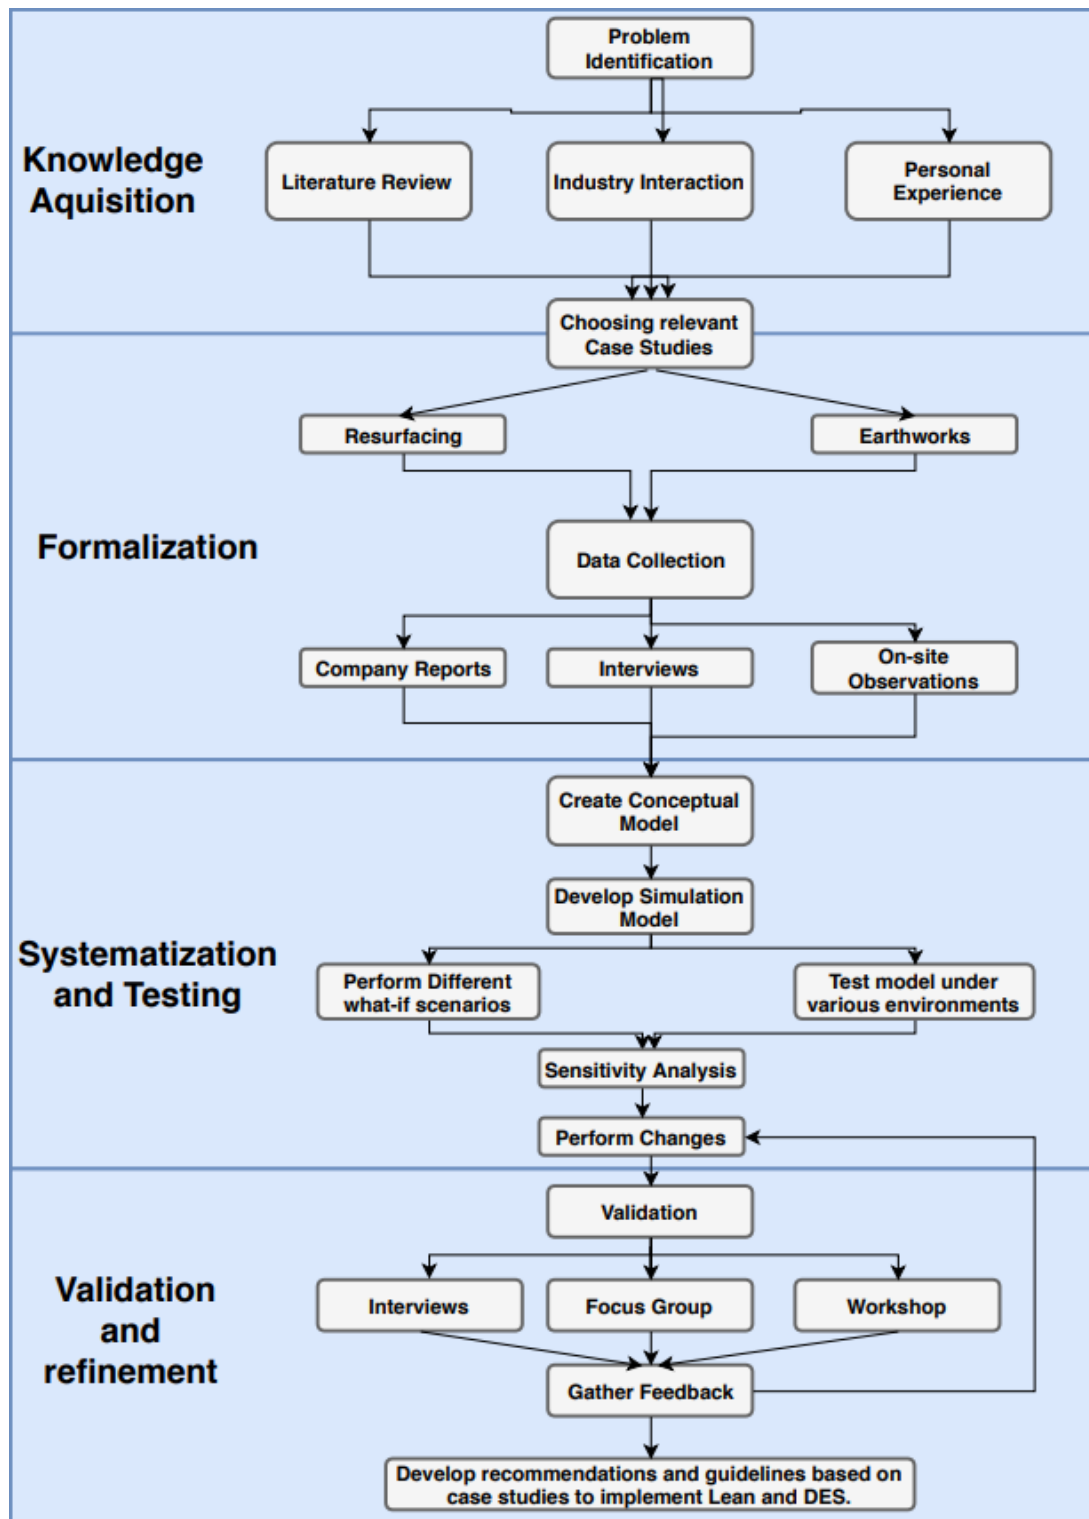 Problem
Identification
Knowledge
Aquisition
Literature Review
Industry Interaction
Personal
Experience
Choosing relevant
Case Studies
Resurfacing
Earthworks
Formalization
Data Collection
Company Reports
Interviews
On-site
Observations
Create Conceptual
Model
Develop Simulation
Model
Systematization
and Testing
Perform Different
what-if scenarios
Test model under
various environments
Sensitivity Analysis
Perform Changes
Validation
Validation
and
refinement
Interviews
Focus Group
Workshop
Gather Feedback
Develop recommendations and guidelines based on
case studies to implement Lean and DES.